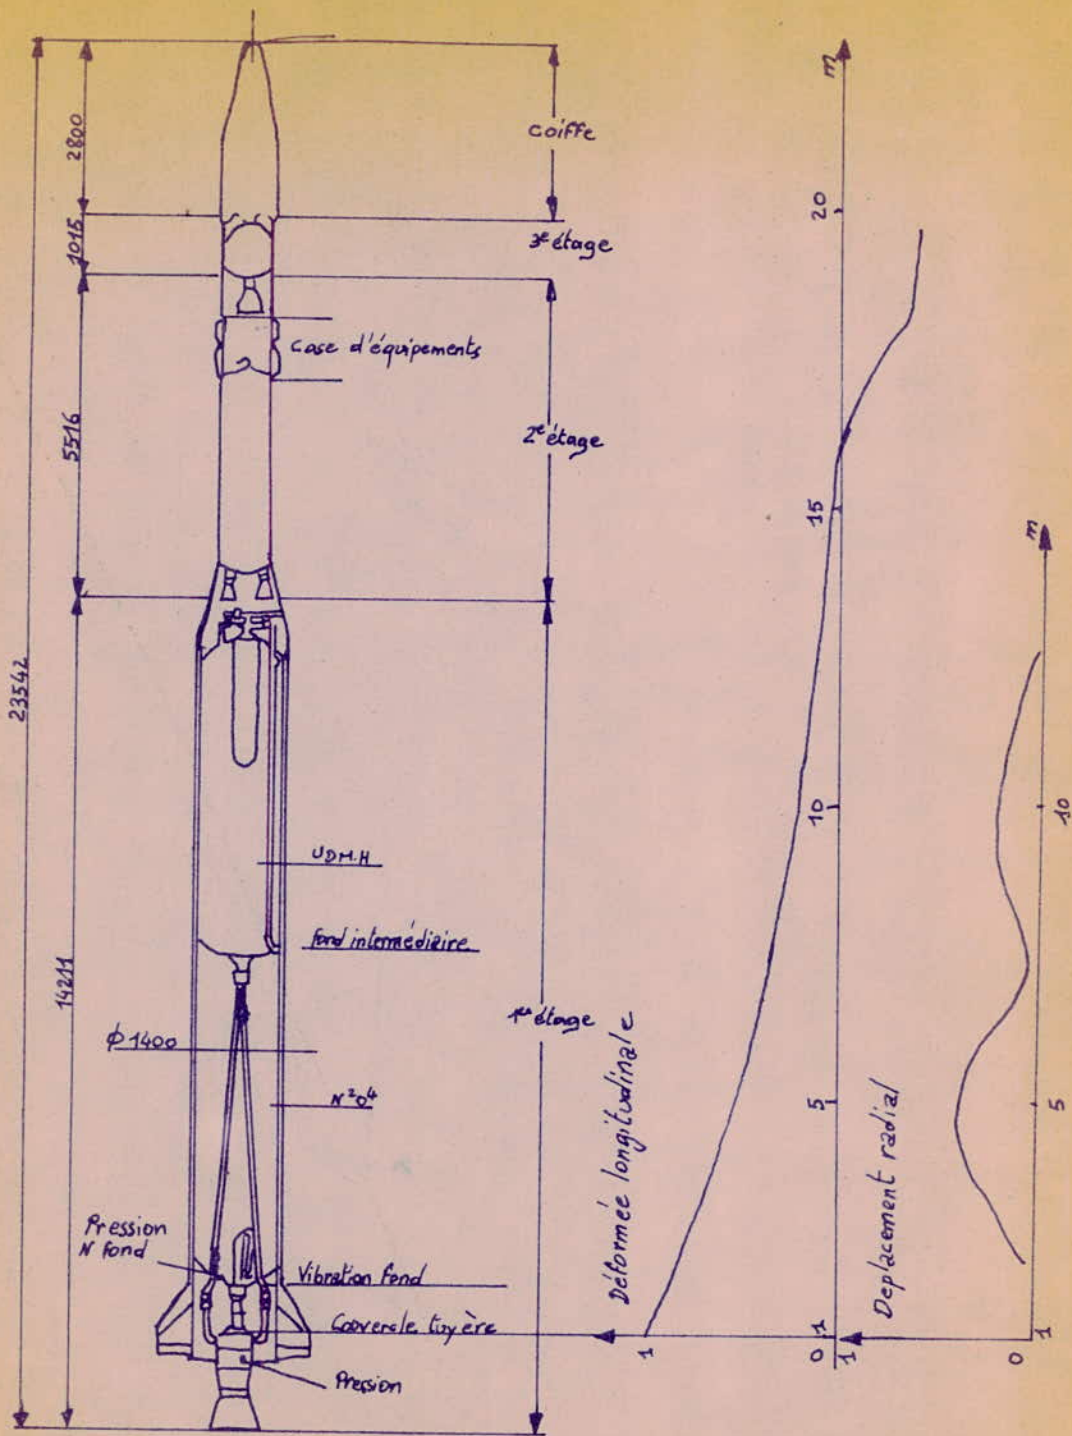 coiffe
2800
20
1015
3e étage
Case d'équipements
5516
2e étage
15
m
m
23542
10
10
UDM.H
fond intermédiaire
14211
1er étage
φ 1400
N²O⁴
5
5
Déformée longitudinale
Deplacement radial
Pression
N fond
Vibration fond
tuyère
Pression
1
0
1
1
0
1